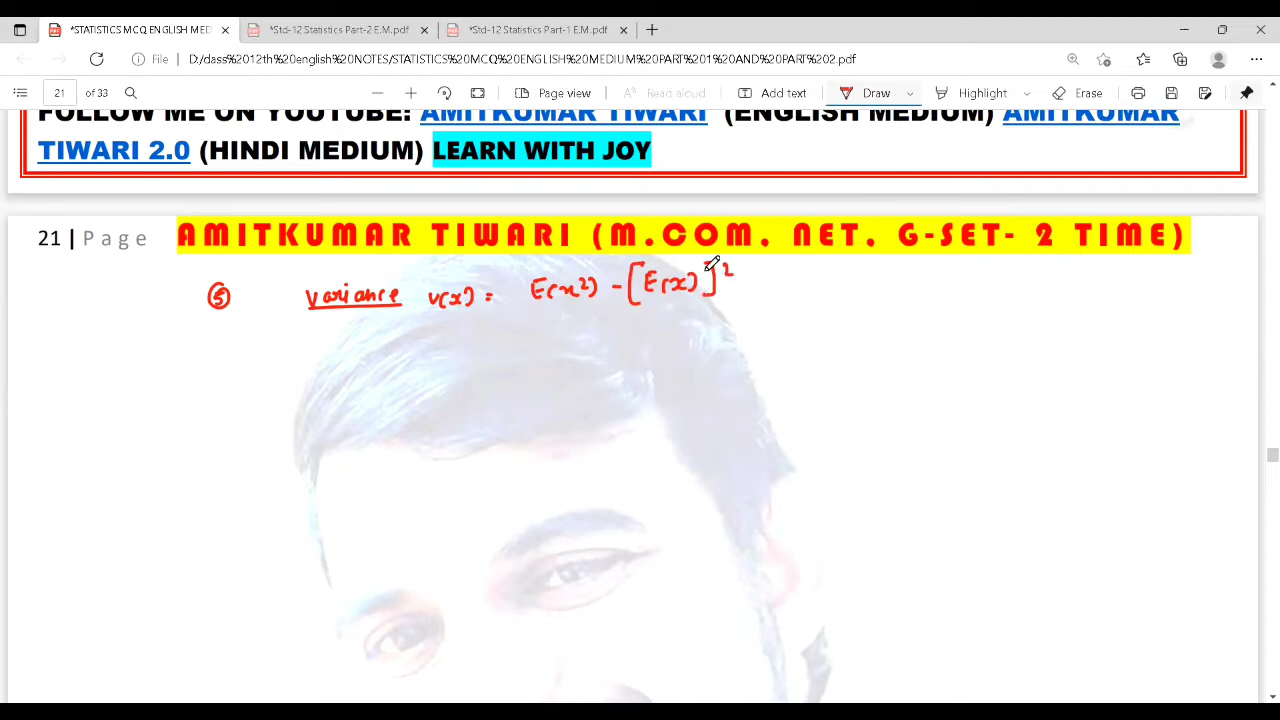 *STATISTICS MCQ ENGLISH MED
*Std-12 Statistics Part-2 E.M.pdf
*Std-12 Statistics Part-1 E.M.pdf
File
D:/class%2012th%20english%20NOTES/STATISTICS%20MCQ%20ENGLISH%20MEDIUM%20PART%201%20AND%20PART%202.pdf
21 of 33 Page view Read aloud Add text Draw Highlight Erase
FOLLOW ME ON YOUTUBE: AMITKUMAR TIWARI (ENGLISH MEDIUM) AMITKUMAR
TIWARI 2.0 (HINDI MEDIUM) LEARN WITH JOY
21 | Page AMITKUMAR TIWARI (M.COM, NET, G-SET- 2 TIME)
⑤ Variance V(x) = E(x²) - [E(x)]²